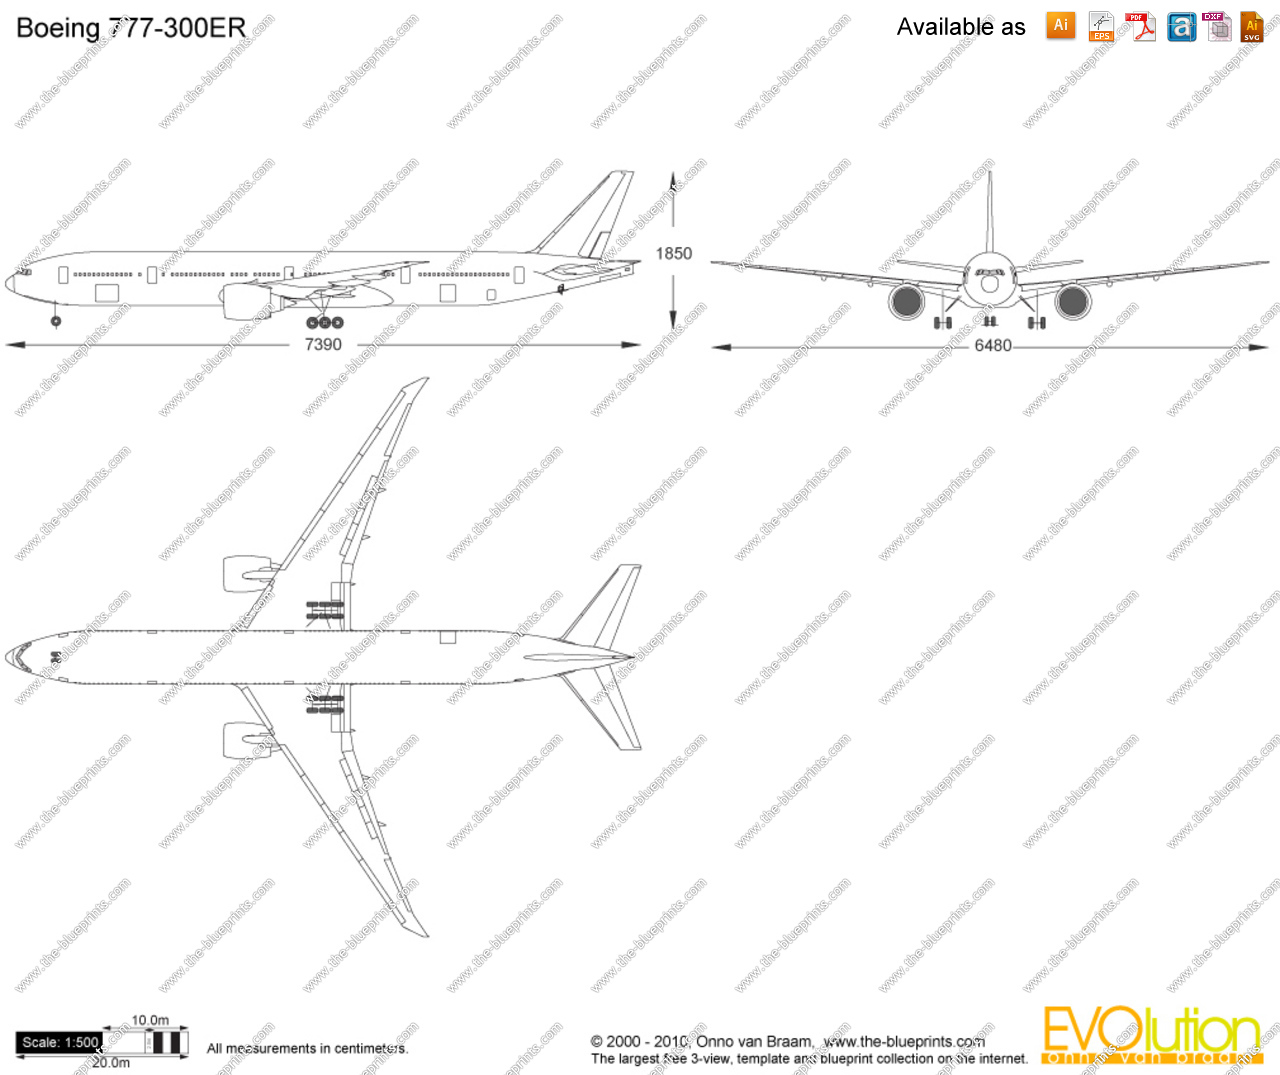 Boeing 777-300ER
Available as
Ai
EPS
PDF
a
DXF
Ai
SVG
1850
7390
6480
10.0m
Scale: 1:500
20.0m
All measurements in centimeters.
© 2000 - 2010, Onno van Braam, www.the-blueprints.com
The largest free 3-view, template and blueprint collection on the internet.
EVOlution
onno van braam
www.the-blueprints.com